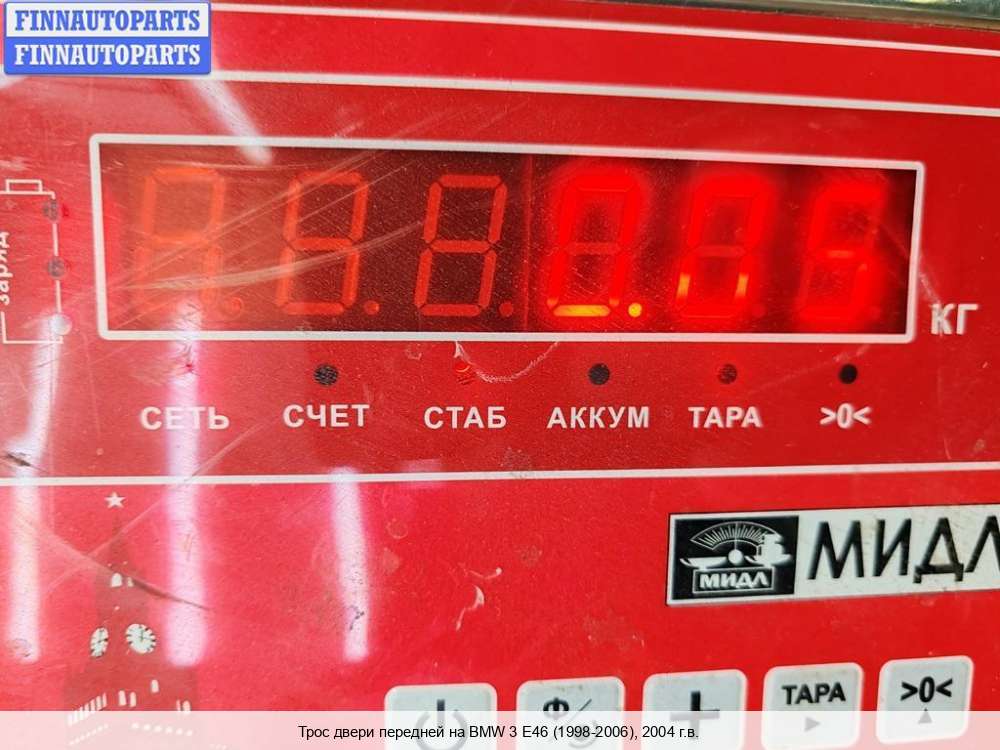 FINNAUTOPARTS
FINNAUTOPARTS
заряд
0.05
КГ
СЕТЬ СЧЕТ СТАБ АККУМ ТАРА >0<
МИДЛ
МИДЛ
ТАРА >0<
Трос двери передней на BMW 3 E46 (1998-2006), 2004 г.в.